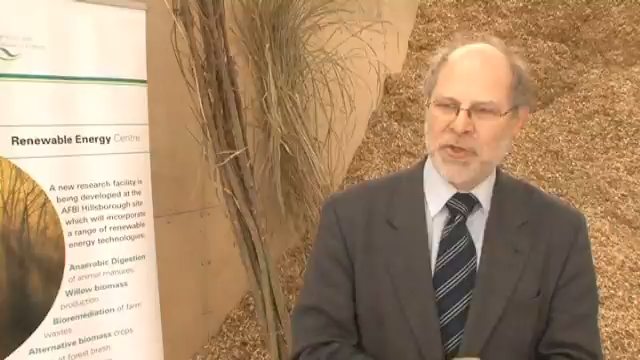 Renewable Energy Centre
A new research facility is
being developed at the
AFBI Hillsborough site
which will incorporate
a range of renewable
energy technologies:
Anaerobic Digestion
of animal manures
Willow biomass
production
Bioremediation of farm
wastes
Alternative biomass crops